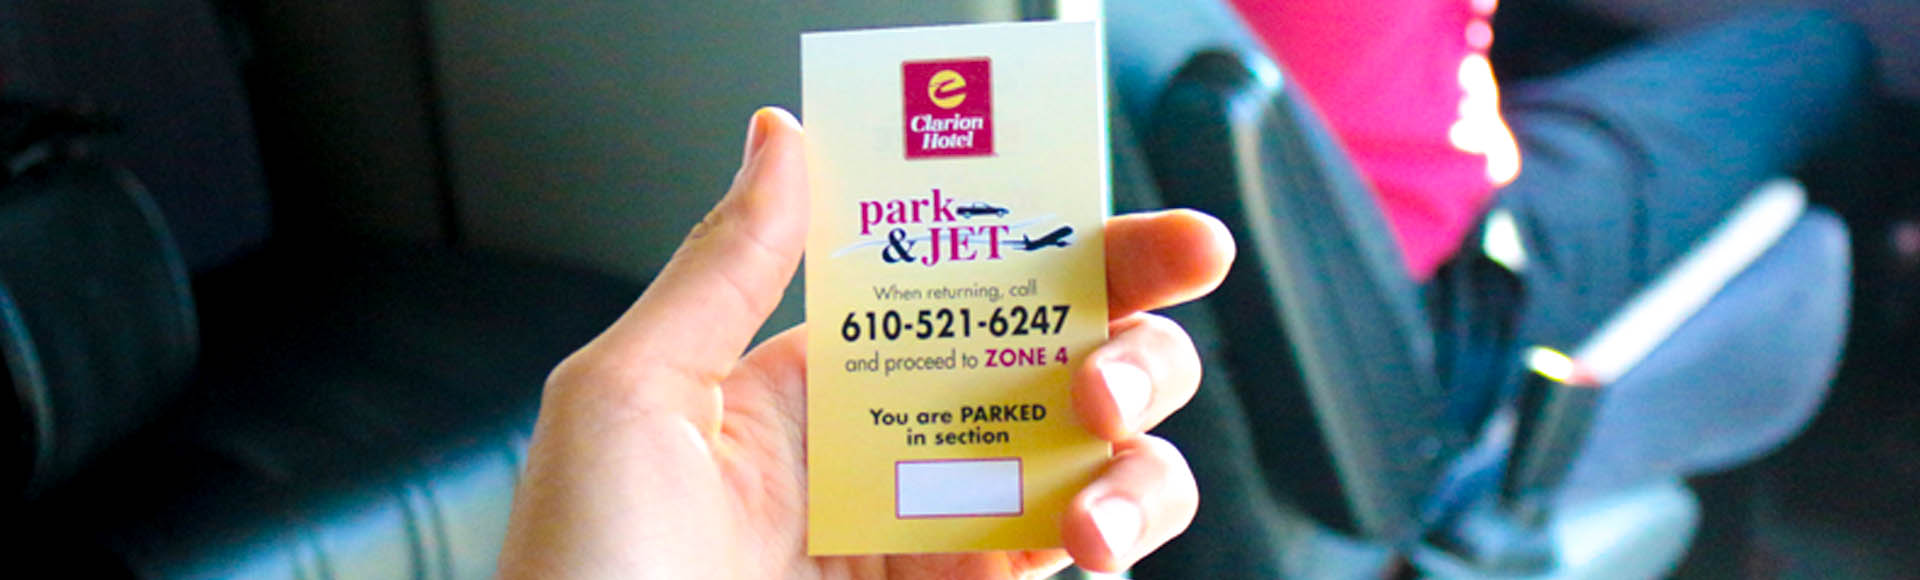 Clarion
Hotel
park
&JET
When returning, call
610-521-6247
and proceed to ZONE 4
You are PARKED
in section